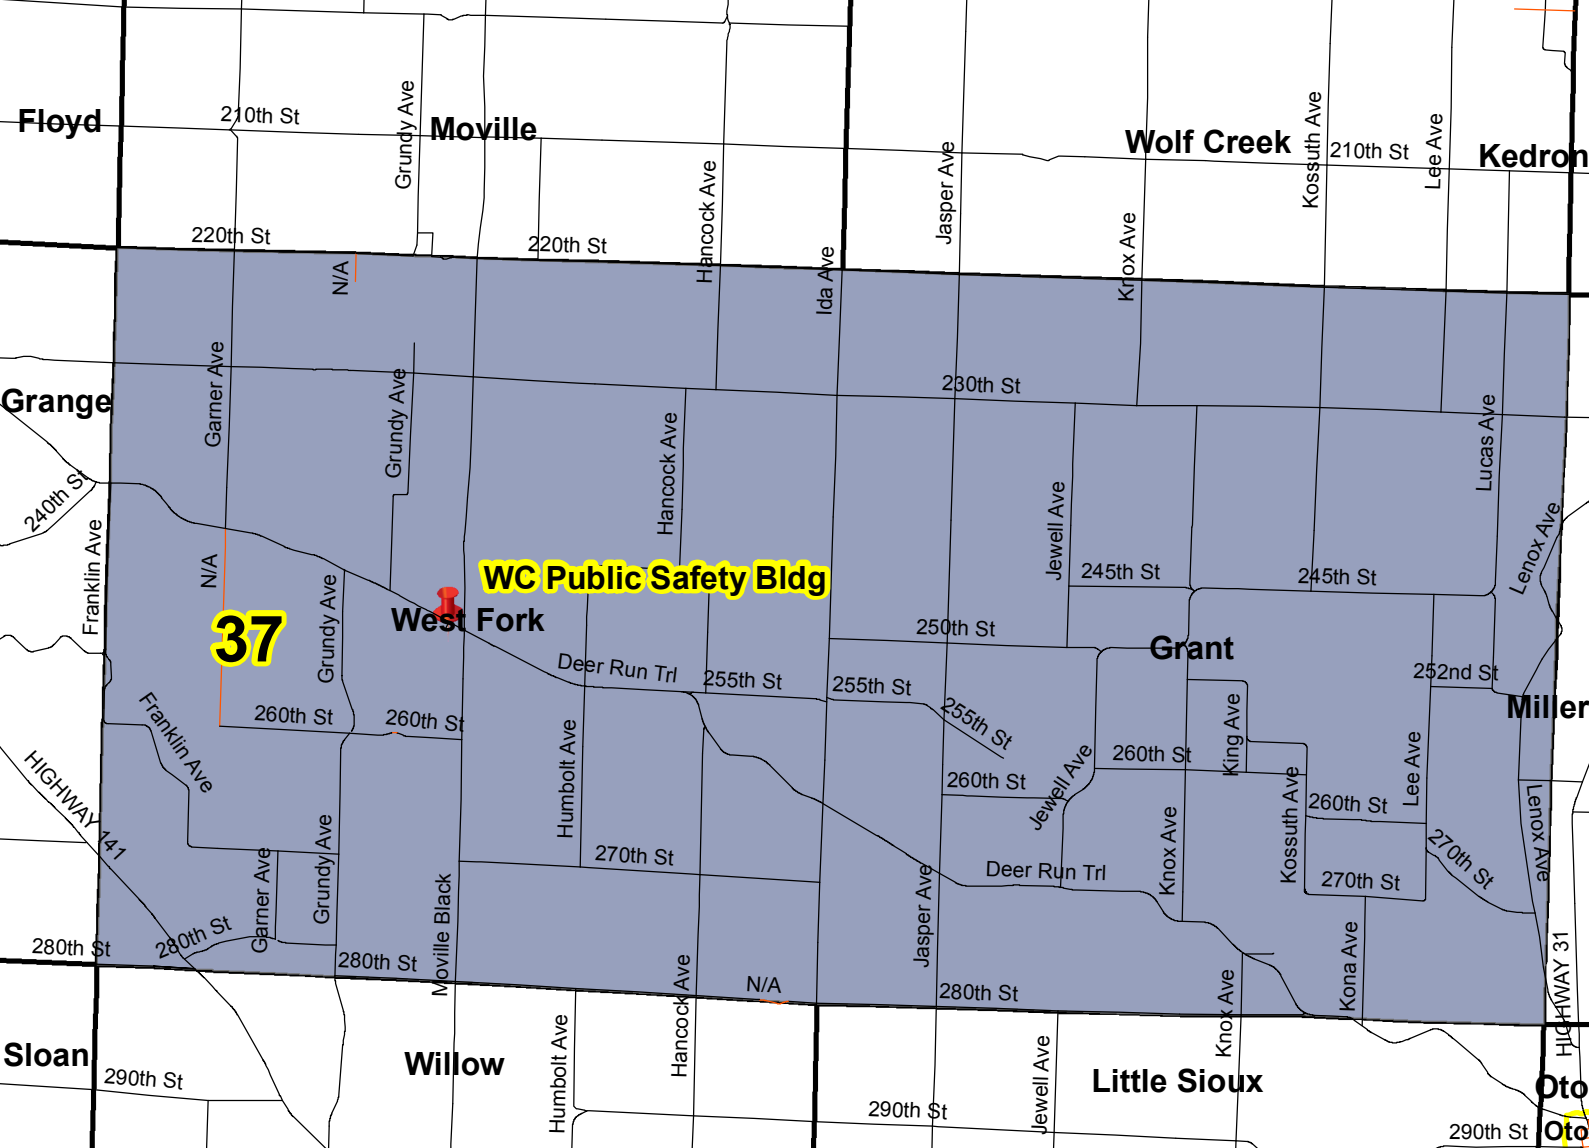 210th St
Grundy Ave
Floyd
Moville
Hancock Ave
Jasper Ave
Wolf Creek
Kossuth Ave
210th St
Lee Ave
Kedron
220th St
220th St
N/A
Ida Ave
Knox Ave
Garner Ave
Grundy Ave
230th St
Grange
Hancock Ave
Lucas Ave
240th St
Franklin Ave
N/A
Jewell Ave
Lenox Ave
WC Public Safety Bldg
245th St
245th St
West Fork
37
Grundy Ave
250th St
Grant
Deer Run Trl
255th St
255th St
252nd St
Miller
Franklin Ave
260th St
260th St
255th St
King Ave
HIGHWAY 141
Humbolt Ave
260th St
Jewell Ave
260th St
Lee Ave
Kossuth Ave
260th St
Lenox Ave
Garner Ave
Grundy Ave
270th St
Deer Run Trl
Knox Ave
270th St
270th St
Moville Black
Jasper Ave
280th St
280th St
280th St
Hancock Ave
N/A
280th St
Knox Ave
Kona Ave
HIGHWAY 31
Sloan
290th St
Willow
Humbolt Ave
290th St
Jewell Ave
Little Sioux
Oto
290th St
Oto